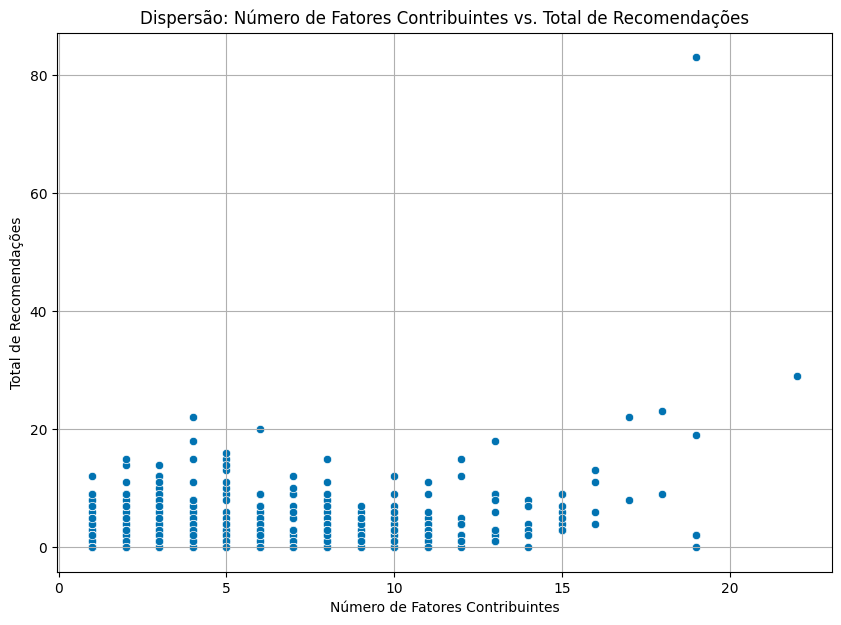 Dispersão: Número de Fatores Contribuintes vs. Total de Recomendações
Total de Recomendações
80
60
40
20
0
0 5 10 15 20
Número de Fatores Contribuintes